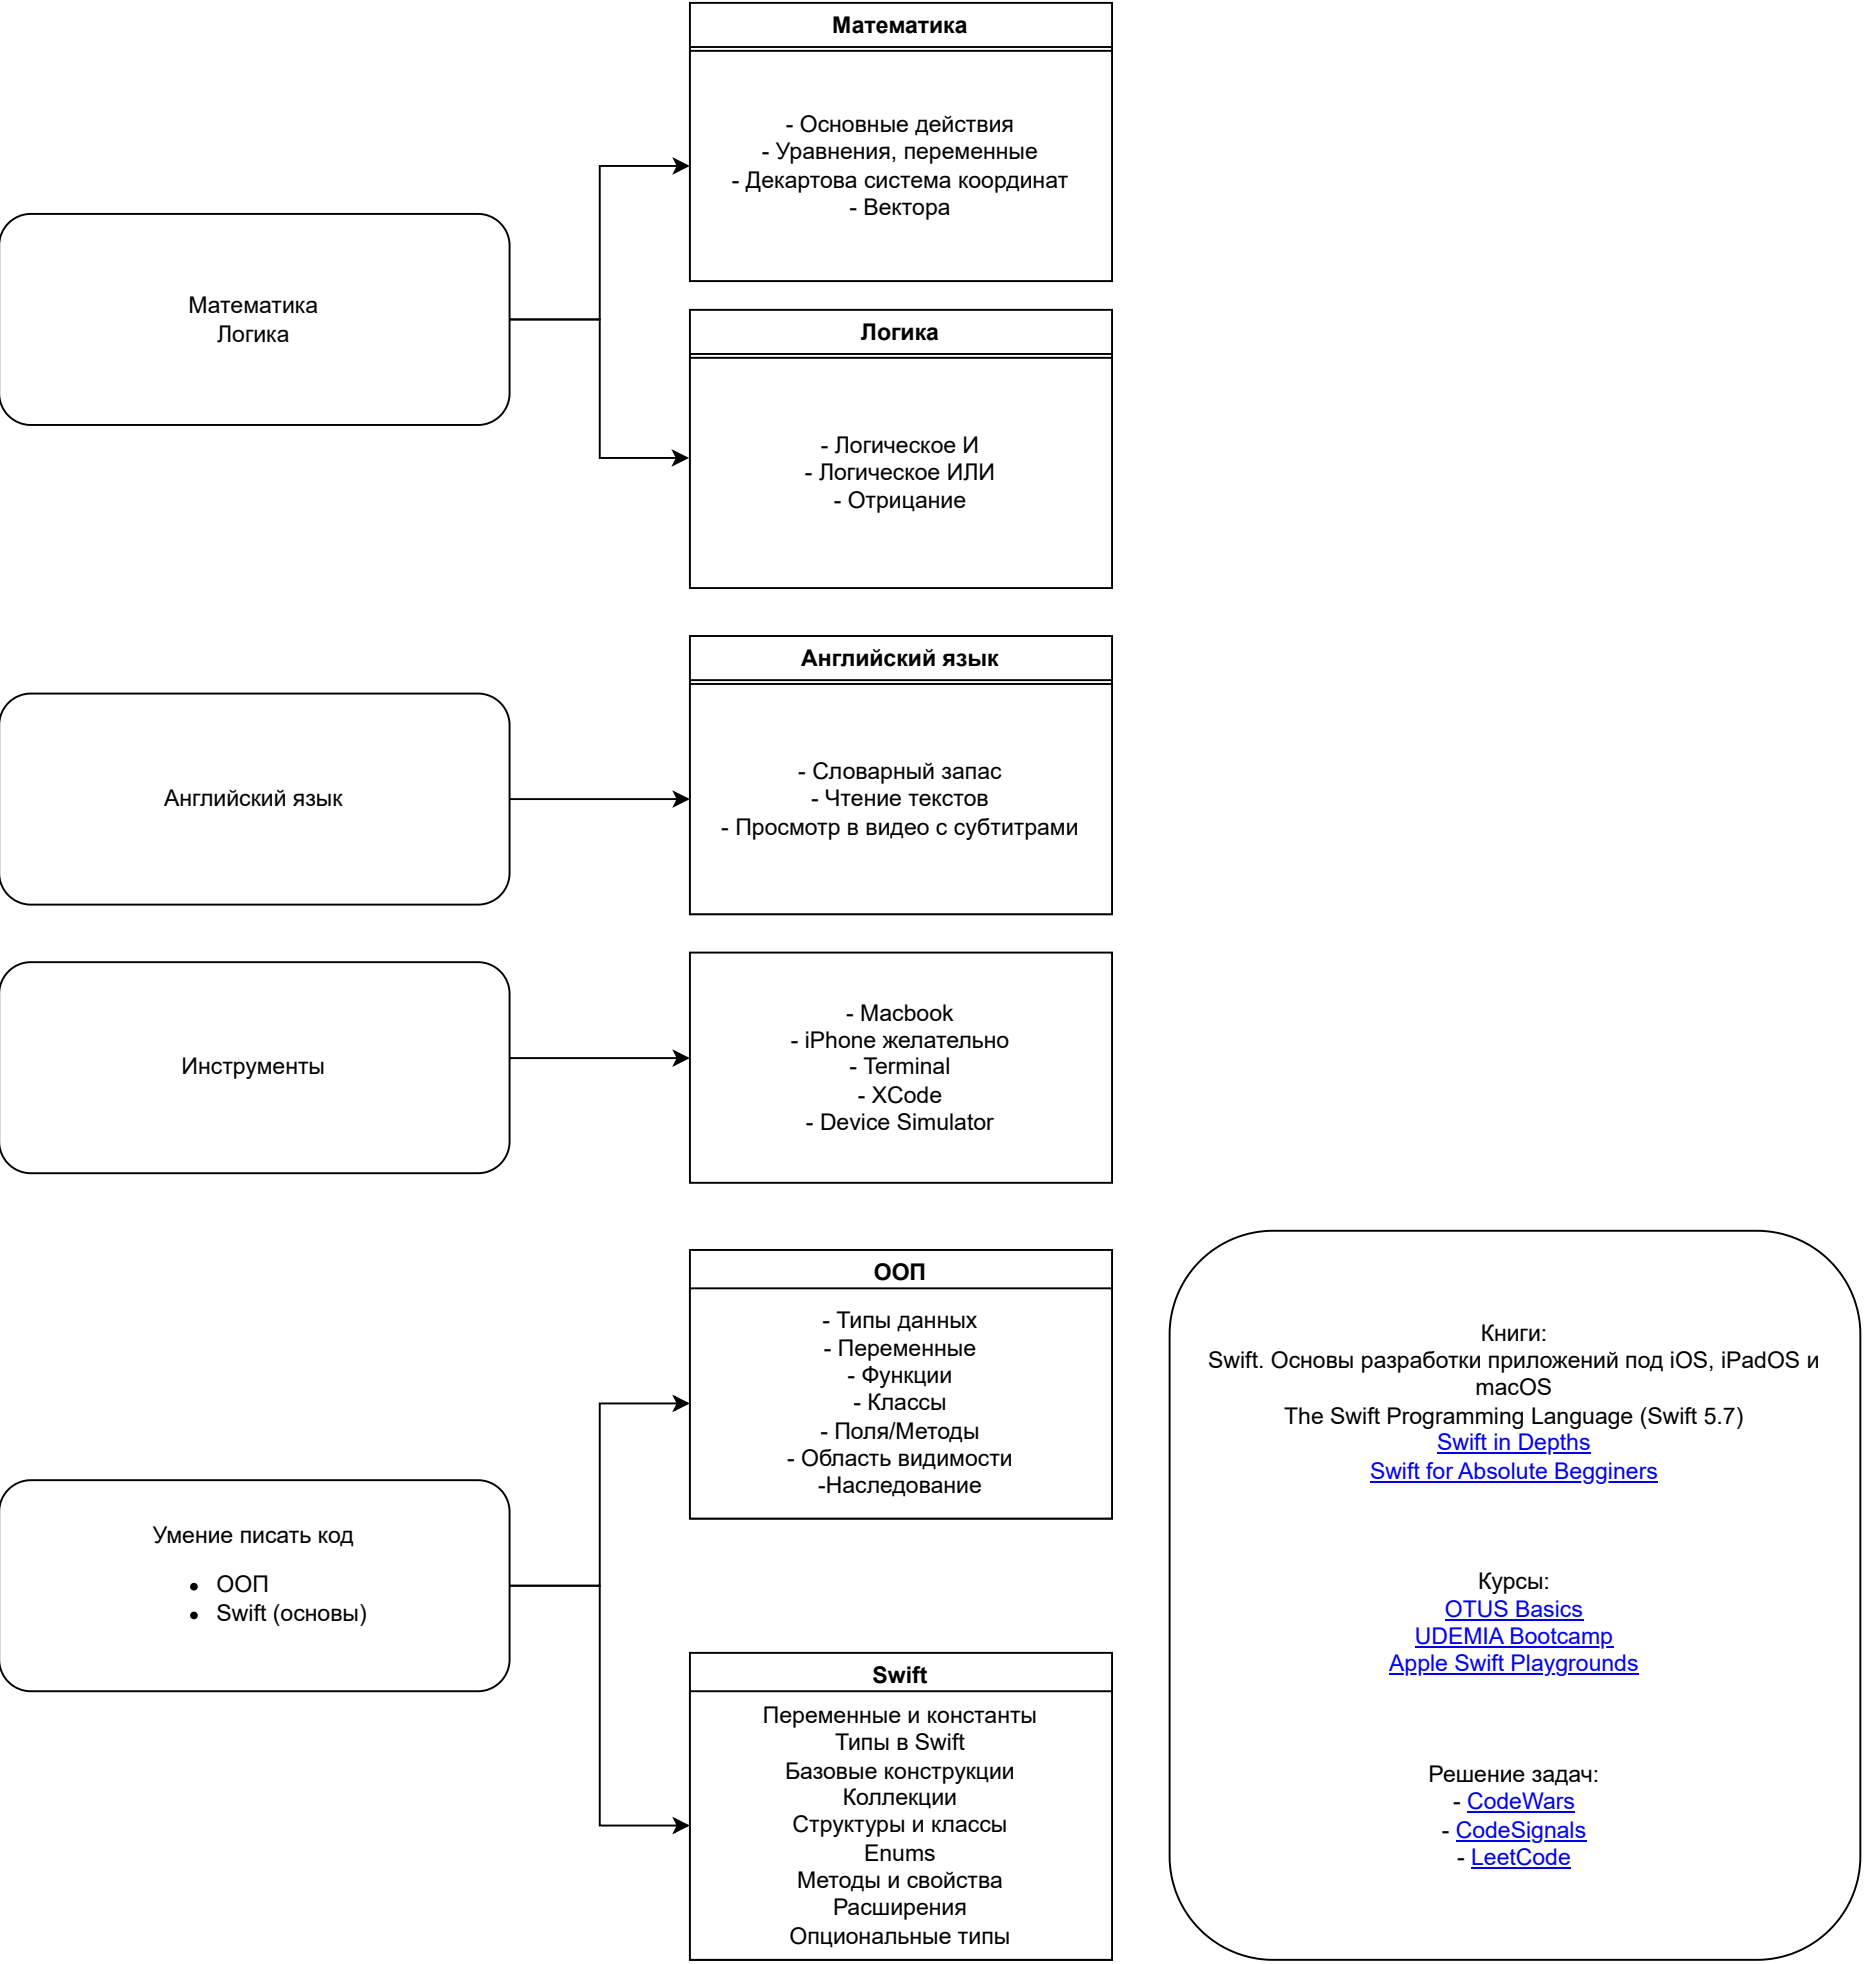 Математика
- Основные действия
- Уравнения, переменные
- Декартова система координат
- Вектора
Математика
Логика
Логика
- Логическое И
- Логическое ИЛИ
- Отрицание
Английский язык
Английский язык
- Словарный запас
- Чтение текстов
- Просмотр в видео с субтитрами
Инструменты
- Macbook
- iPhone желательно
- Terminal
- XCode
- Device Simulator
Умение писать код
• ООП
• Swift (основы)
ООП
- Типы данных
- Переменные
- Функции
- Классы
- Поля/Методы
- Область видимости
-Наследование
Swift
Переменные и константы
Типы в Swift
Базовые конструкции
Коллекции
Структуры и классы
Enums
Методы и свойства
Расширения
Опциональные типы
Книги:
Swift. Основы разработки приложений под iOS, iPadOS и
macOS
The Swift Programming Language (Swift 5.7)
Swift in Depths
Swift for Absolute Begginers
Курсы:
OTUS Basics
UDEMIA Bootcamp
Apple Swift Playgrounds
Решение задач:
- CodeWars
- CodeSignals
- LeetCode